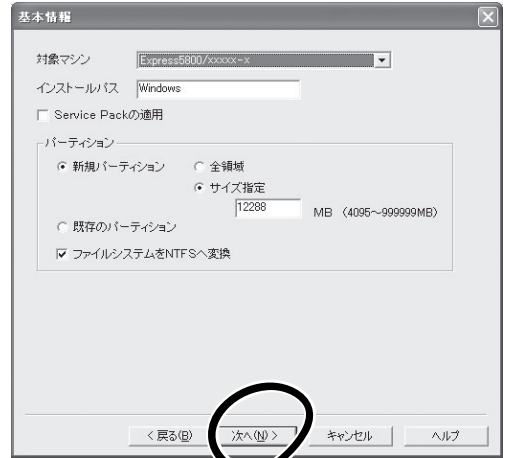 基本情報
対象マシン Express5800/xxxxx-x
インストールパス Windows
Service Packの適用
パーティション
新規パーティション 全領域
サイズ指定
12288 MB (4095～999999MB)
既存のパーティション
ファイルシステムをNTFSへ変換
< 戻る(B) 次へ(N) > キャンセル ヘルプ